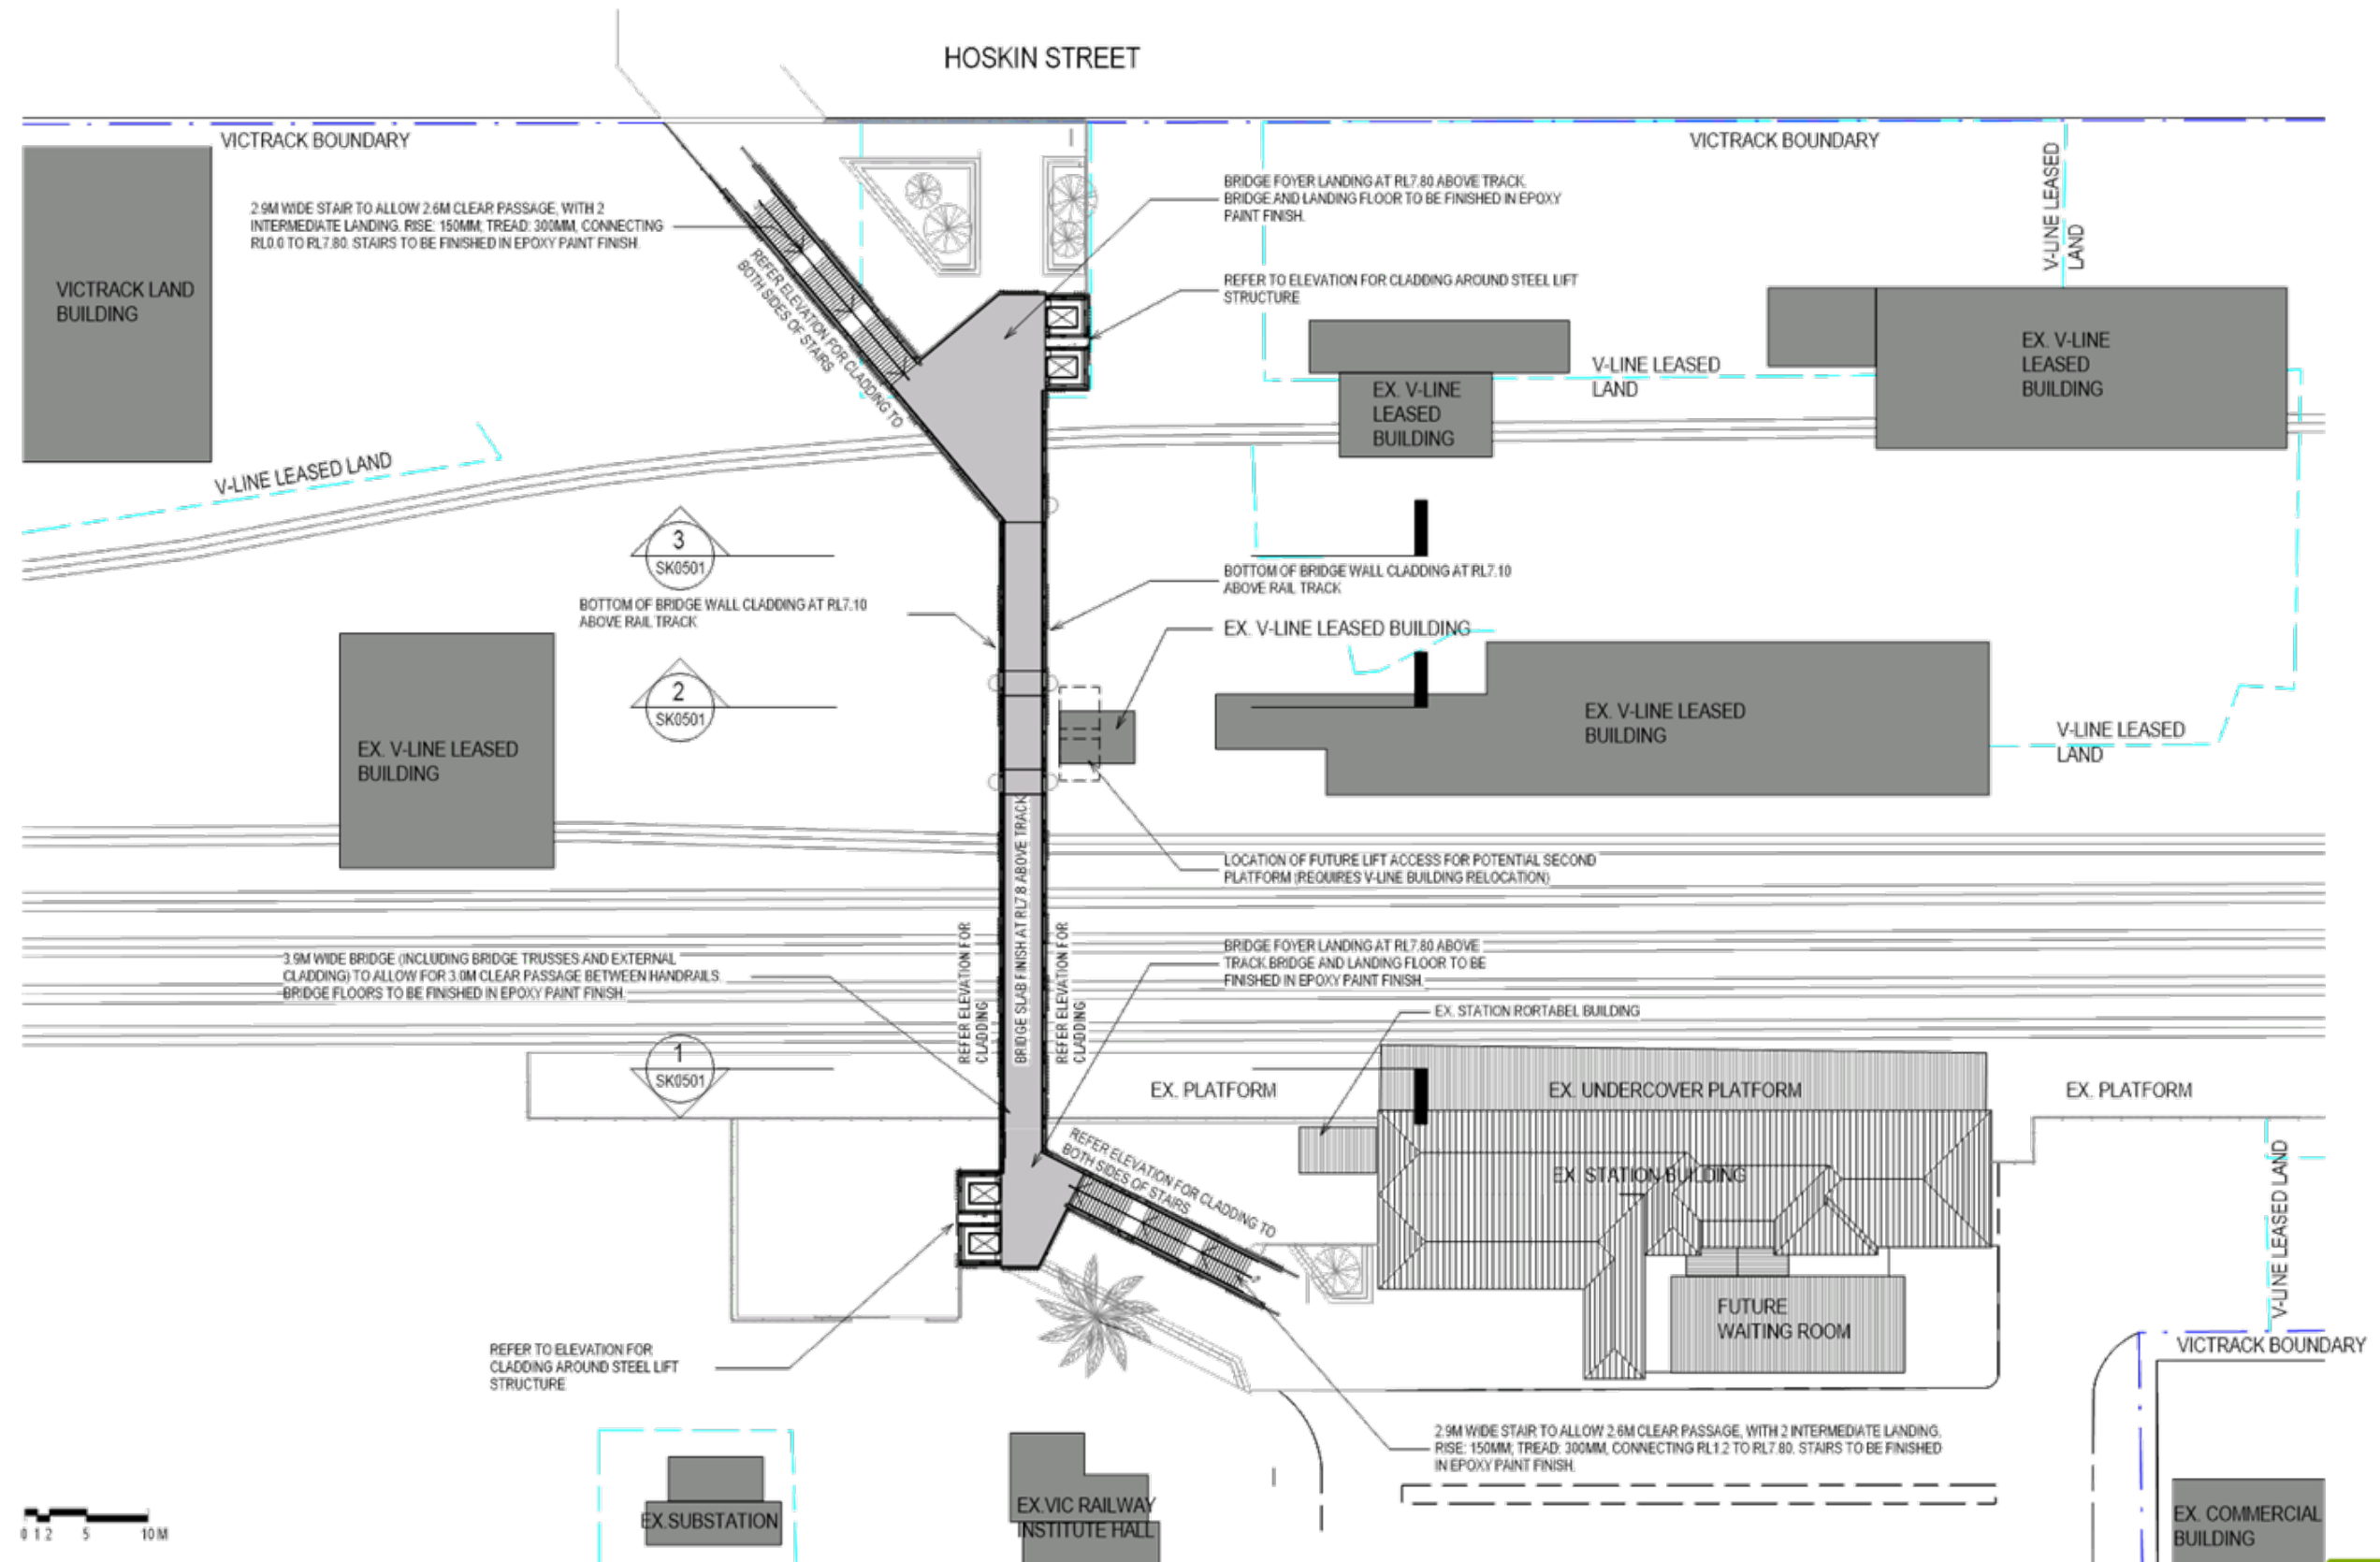 HOSKIN STREET
VICTRACK BOUNDARY
VICTRACK BOUNDARY
2.9M WIDE STAIR TO ALLOW 2.6M CLEAR PASSAGE, WITH 2
INTERMEDIATE LANDING. RISE: 150MM; TREAD: 300MM, CONNECTING
RL0.0 TO RL7.80. STAIRS TO BE FINISHED IN EPOXY PAINT FINISH.
BRIDGE FOYER LANDING AT RL7.80 ABOVE TRACK.
BRIDGE AND LANDING FLOOR TO BE FINISHED IN EPOXY
PAINT FINISH.
V-LINE LEASED
LAND
VICTRACK LAND
BUILDING
REFER ELEVATION FOR CLADDING TO
BOTH SIDES OF STAIRS
REFER TO ELEVATION FOR CLADDING AROUND STEEL LIFT
STRUCTURE
EX. V-LINE
LEASED
BUILDING
V-LINE LEASED
LAND
EX. V-LINE
LEASED
BUILDING
V-LINE LEASED LAND
3
SK0501
BOTTOM OF BRIDGE WALL CLADDING AT RL7.10
ABOVE RAIL TRACK
BOTTOM OF BRIDGE WALL CLADDING AT RL7.10
ABOVE RAIL TRACK
EX. V-LINE LEASED BUILDING
2
SK0501
EX. V-LINE LEASED
BUILDING
EX. V-LINE LEASED
BUILDING
V-LINE LEASED
LAND
LOCATION OF FUTURE LIFT ACCESS FOR POTENTIAL SECOND
PLATFORM (REQUIRES V-LINE BUILDING RELOCATION)
3.9M WIDE BRIDGE (INCLUDING BRIDGE TRUSSES AND EXTERNAL
CLADDING) TO ALLOW FOR 3.0M CLEAR PASSAGE BETWEEN HANDRAILS.
BRIDGE FLOORS TO BE FINISHED IN EPOXY PAINT FINISH.
REFER ELEVATION FOR
CLADDING
BRIDGE SLAB FINISH AT RL7.8 ABOVE TRACK
REFER ELEVATION FOR
CLADDING
BRIDGE FOYER LANDING AT RL7.80 ABOVE
TRACK.BRIDGE AND LANDING FLOOR TO BE
FINISHED IN EPOXY PAINT FINISH.
EX. STATION RORTABEL BUILDING
1
SK0501
EX. PLATFORM
EX. UNDERCOVER PLATFORM
EX. PLATFORM
REFER ELEVATION FOR CLADDING TO
BOTH SIDES OF STAIRS
EX. STATION BUILDING
V-LINE LEASED LAND
FUTURE
WAITING ROOM
VICTRACK BOUNDARY
REFER TO ELEVATION FOR
CLADDING AROUND STEEL LIFT
STRUCTURE
2.9M WIDE STAIR TO ALLOW 2.6M CLEAR PASSAGE, WITH 2 INTERMEDIATE LANDING.
RISE: 150MM; TREAD: 300MM, CONNECTING RL1.2 TO RL7.80. STAIRS TO BE FINISHED
IN EPOXY PAINT FINISH.
EX.SUBSTATION
EX.VIC RAILWAY
INSTITUTE HALL
EX. COMMERCIAL
BUILDING
0 1 2 5 10 M